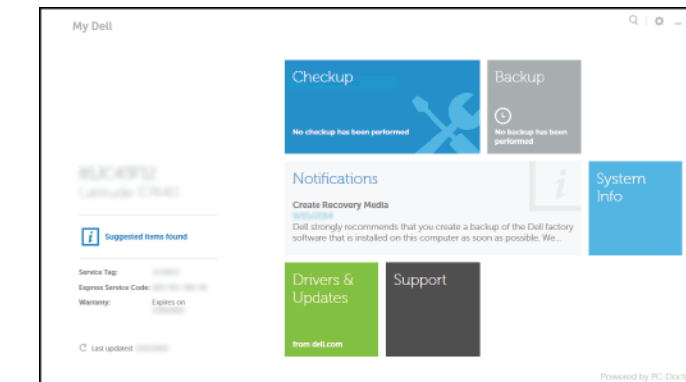 My Dell
Checkup
No checkup has been performed
Backup
No backup has been
performed
Suggested items found
Service Tag:
Express Service Code:
Warranty:
Expires on
Last updated:
Notifications
Create Recovery Media
Dell strongly recommends that you create a backup of the Dell factory
software that is installed on this computer as soon as possible. We...
System
Info
Drivers &
Updates
from dell.com
Support
Powered by PC-Doct